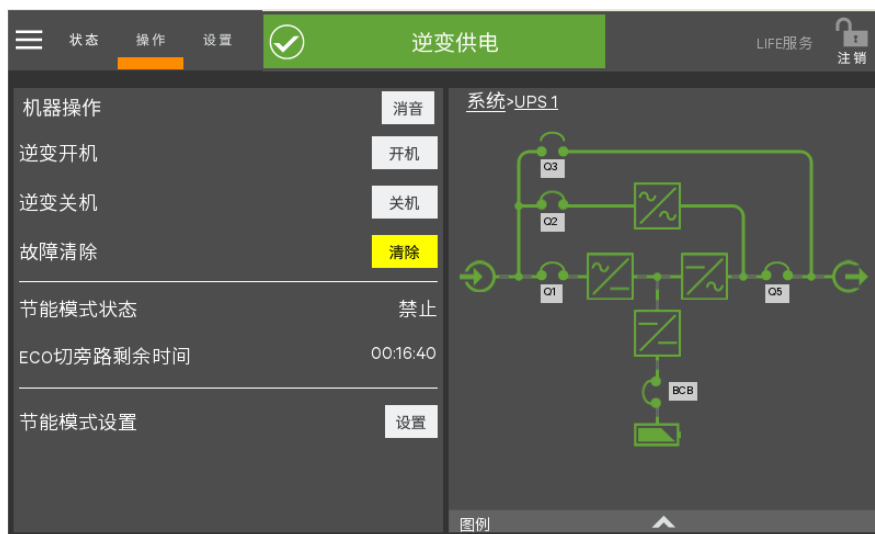 状态 操作 设置 逆变供电 LIFE服务 注销
机器操作 消音
逆变开机 开机
逆变关机 关机
故障清除 清除
节能模式状态 禁止
ECO切旁路剩余时间 00:16:40
节能模式设置 设置
系统>UPS 1
Q3
Q2
Q1 Q5
BCB
图例